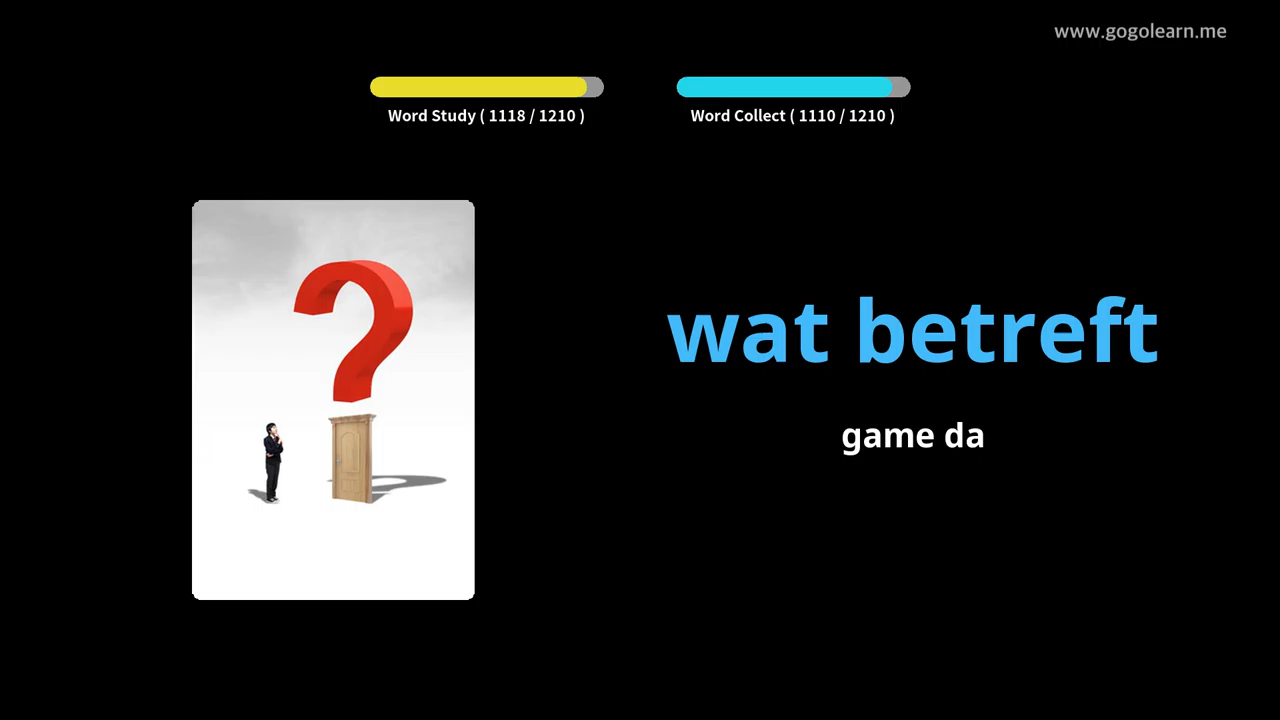 www.gogolearn.me
Word Study ( 1118 / 1210 )
Word Collect ( 1110 / 1210 )
wat betreft
game da